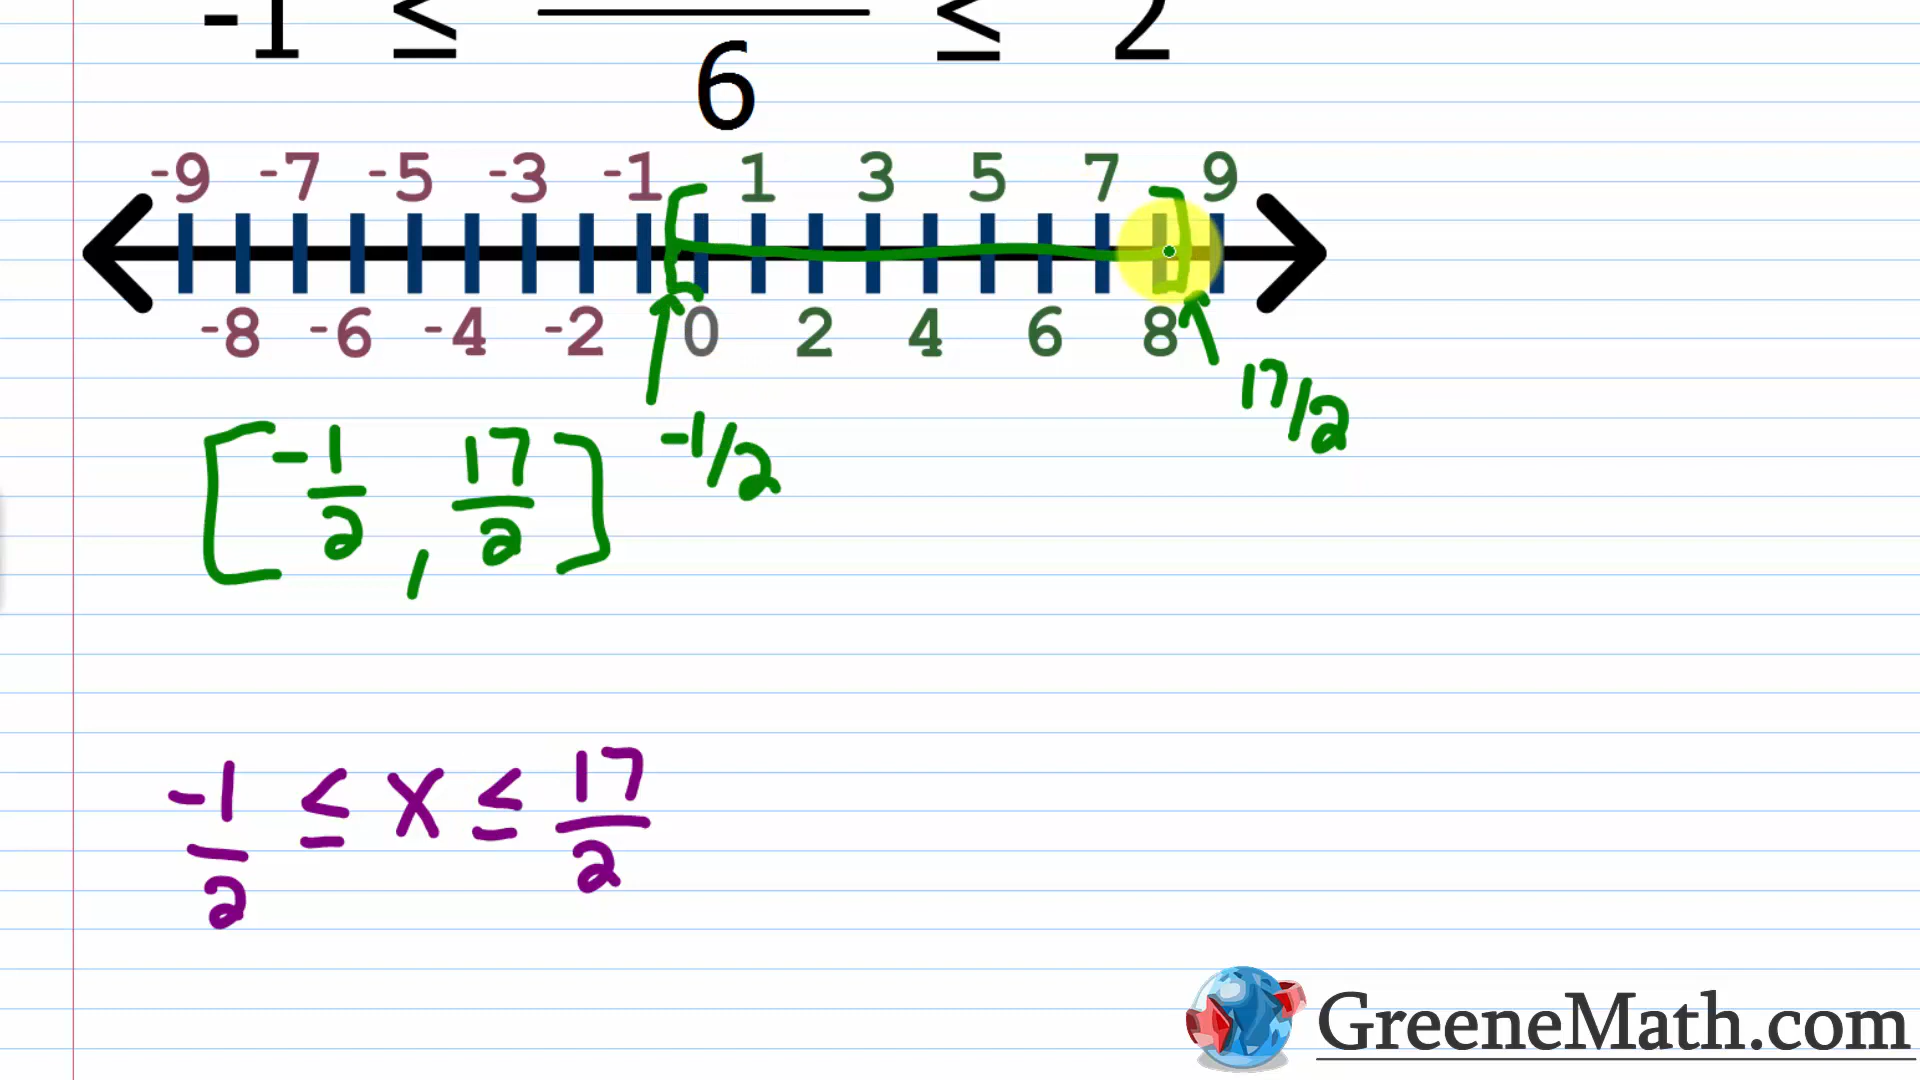 -1 ≤ ≤ 2
6
-9 -7 -5 -3 -1 1 3 5 7 9
-8 -6 -4 -2 0 2 4 6 8
17/2
-1/2
[-1/2, 17/2]
-1/2 ≤ x ≤ 17/2
GreeneMath.com